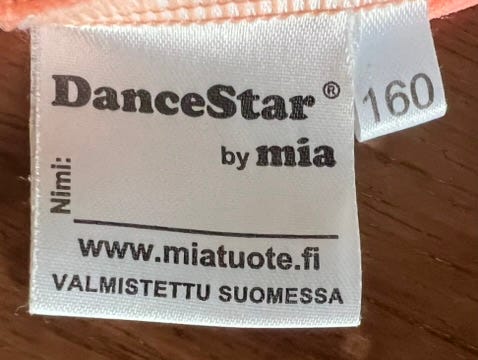 DanceStar®
160
by mia
Nimi:
www.miatuote.fi
VALMISTETTU SUOMESSA